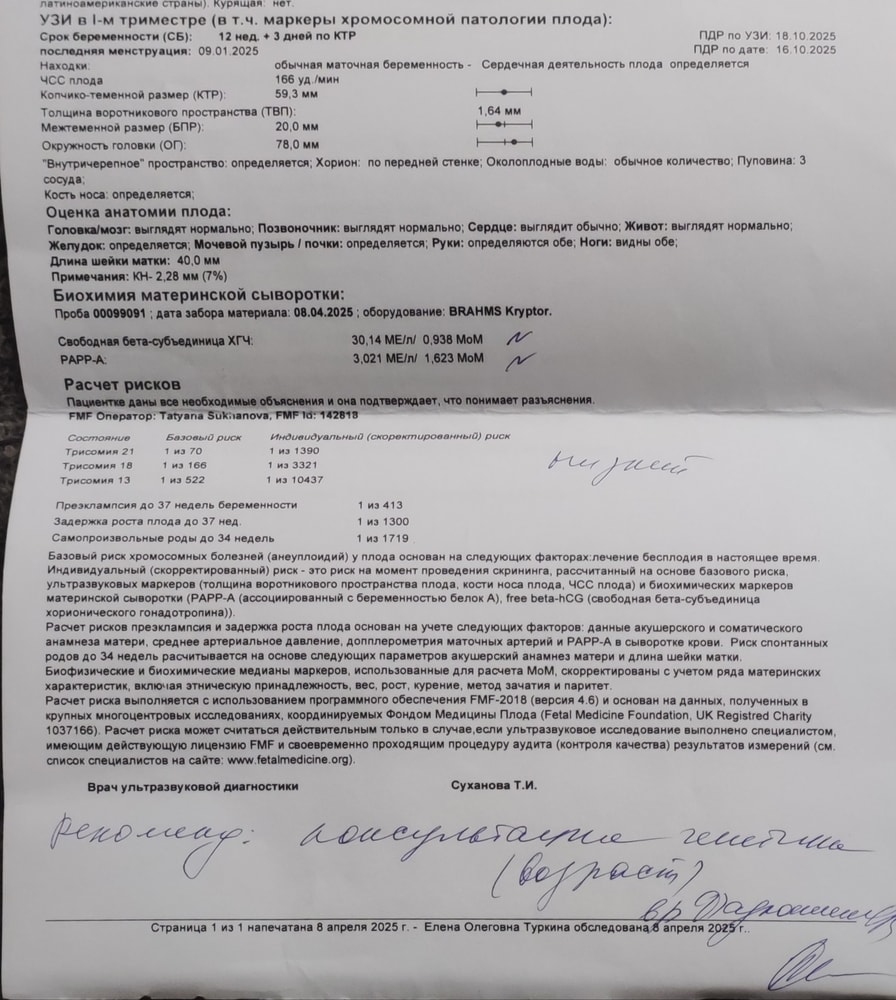 латиноамериканские страны). Курящая: нет.
УЗИ в I-м триместре (в т.ч. маркеры хромосомной патологии плода):
Срок беременности (СБ): 12 нед. + 3 дней по КТР ПДР по УЗИ: 18.10.2025
последняя менструация: 09.01.2025 ПДР по дате: 16.10.2025
Находки: обычная маточная беременность - Сердечная деятельность плода определяется
ЧСС плода 166 уд./мин
Копчико-теменной размер (КТР): 59,3 мм
Толщина воротникового пространства (ТВП): 1,64 мм
Межтеменной размер (БПР): 20,0 мм
Окружность головки (ОГ): 78,0 мм
"Внутричерепное" пространство: определяется; Хорион: по передней стенке; Околоплодные воды: обычное количество; Пуповина: 3
сосуда;
Кость носа: определяется;
Оценка анатомии плода:
Головка/мозг: выглядят нормально; Позвоночник: выглядят нормально; Сердце: выглядит обычно; Живот: выглядят нормально;
Желудок: определяется; Мочевой пузырь / почки: определяется; Руки: определяются обе; Ноги: видны обе;
Длина шейки матки: 40,0 мм
Примечания: КН- 2,28 мм (7%)
Биохимия материнской сыворотки:
Проба 00099091 ; дата забора материала: 08.04.2025 ; оборудование: BRAHMS Kryptor.
Свободная бета-субъединица ХГЧ: 30,14 МЕ/л/ 0,938 МоМ N
PAPP-A: 3,021 МЕ/л/ 1,623 МоМ N
Расчет рисков
Пациентке даны все необходимые объяснения и она подтверждает, что понимает разъяснения.
FMF Оператор: Tatyana Sukhanova, FMF Id: 142818
Состояние Базовый риск Индивидуальный (скоректированный) риск
Трисомия 21 1 из 70 1 из 1390
Трисомия 18 1 из 166 1 из 3321
Трисомия 13 1 из 522 1 из 10437
низкий
Преэклампсия до 37 недель беременности 1 из 413
Задержка роста плода до 37 нед. 1 из 1300
Самопроизвольные роды до 34 недель 1 из 1719
Базовый риск хромосомных болезней (анеуплоидий) у плода основан на следующих факторах:лечение бесплодия в настоящее время.
Индивидуальный (скорректированный) риск - это риск на момент проведения скрининга, рассчитанный на основе базового риска,
ультразвуковых маркеров (толщина воротникового пространства плода, кости носа плода, ЧСС плода) и биохимических маркеров
материнской сыворотки (PAPP-A (ассоциированный с беременностью белок А), free beta-hCG (свободная бета-субъединица
хорионического гонадотропина)).
Расчет рисков преэклампсия и задержка роста плода основан на учете следующих факторов: данные акушерского и соматического
анамнеза матери, среднее артериальное давление, допплерометрия маточных артерий и PAPP-A в сыворотке крови. Риск спонтанных
родов до 34 недель расчитывается на основе следующих параметров акушерский анамнез матери и длина шейки матки.
Биофизические и биохимические медианы маркеров, использованные для расчета МоМ, скорректированы с учетом ряда материнских
характеристик, включая этническую принадлежность, вес, рост, курение, метод зачатия и паритет.
Расчет риска выполняется с использованием программного обеспечения FMF-2018 (версия 4.6) и основан на данных, полученных в
крупных многоцентровых исследованиях, координируемых Фондом Медицины Плода (Fetal Medicine Foundation, UK Registred Charity
1037166). Расчет риска может считаться действительным только в случае,если ультразвуковое исследование выполнено специалистом,
имеющим действующую лицензию FMF и своевременно проходящим процедуру аудита (контроля качества) результатов измерений (см.
список специалистов на сайте: www.fetalmedicine.org).
Врач ультразвуковой диагностики Суханова Т.И.
Рекоменд: консультация генетика
(возраст)
вр
Страница 1 из 1 напечатана 8 апреля 2025 г. - Елена Олеговна Туркина обследована 8 апреля 2025 г..